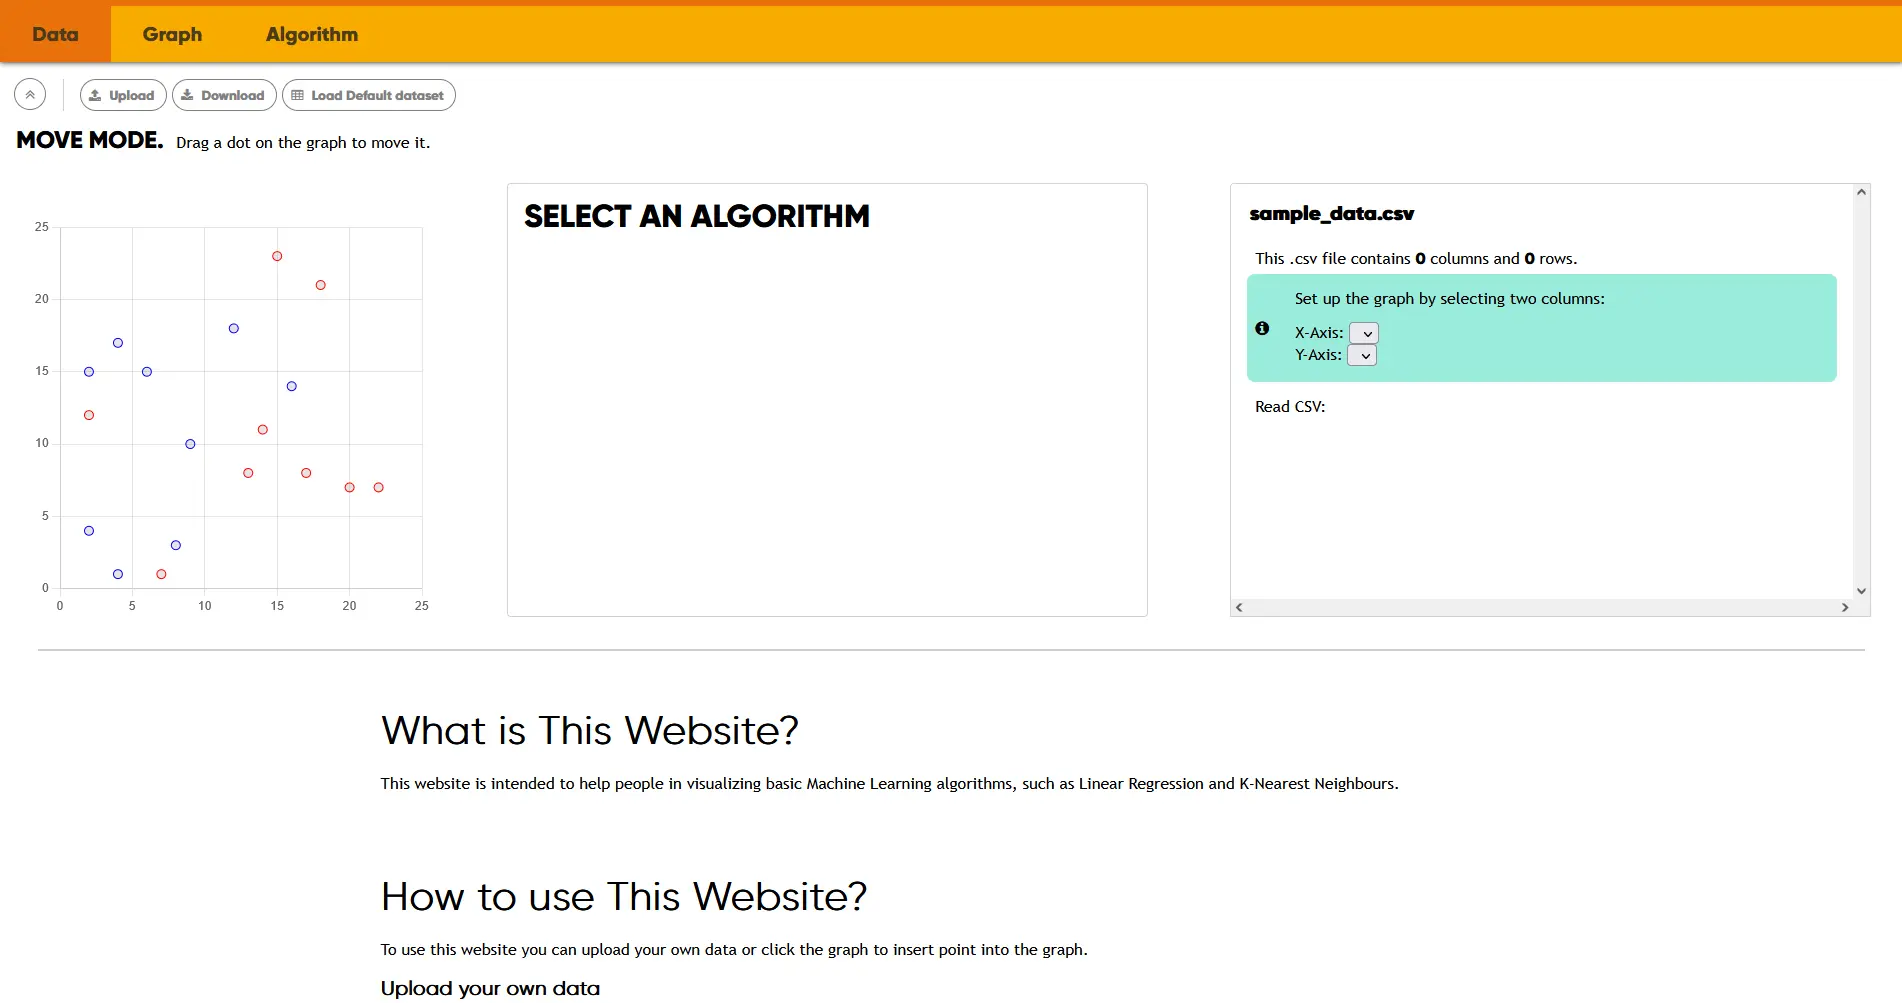 Data Graph Algorithm
Upload Download Load Default dataset
MOVE MODE. Drag a dot on the graph to move it.
25
20
15
10
5
0
0 5 10 15 20 25
SELECT AN ALGORITHM
sample_data.csv
This .csv file contains 0 columns and 0 rows.
Set up the graph by selecting two columns:
X-Axis:
Y-Axis:
Read CSV:
What is This Website?
This website is intended to help people in visualizing basic Machine Learning algorithms, such as Linear Regression and K-Nearest Neighbours.
How to use This Website?
To use this website you can upload your own data or click the graph to insert point into the graph.
Upload your own data